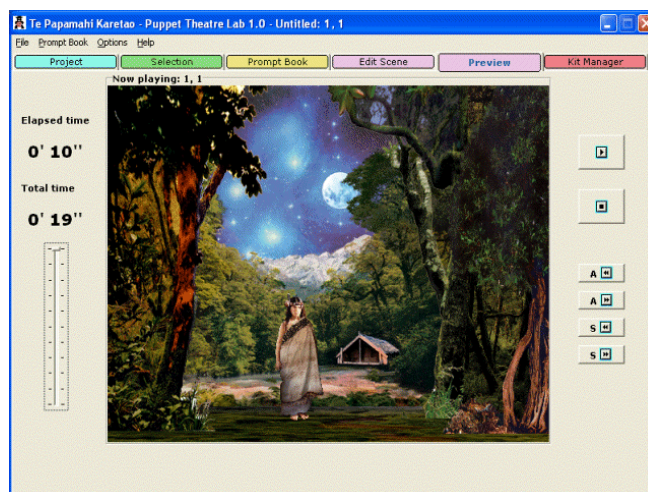 Te Papamahi Karetao - Puppet Theatre Lab 1.0 - Untitled: 1, 1
File Prompt Book Options Help
Project Selection Prompt Book Edit Scene Preview Kit Manager
Now playing: 1, 1
Elapsed time
0' 10"
Total time
0' 19"
A
A
S
S